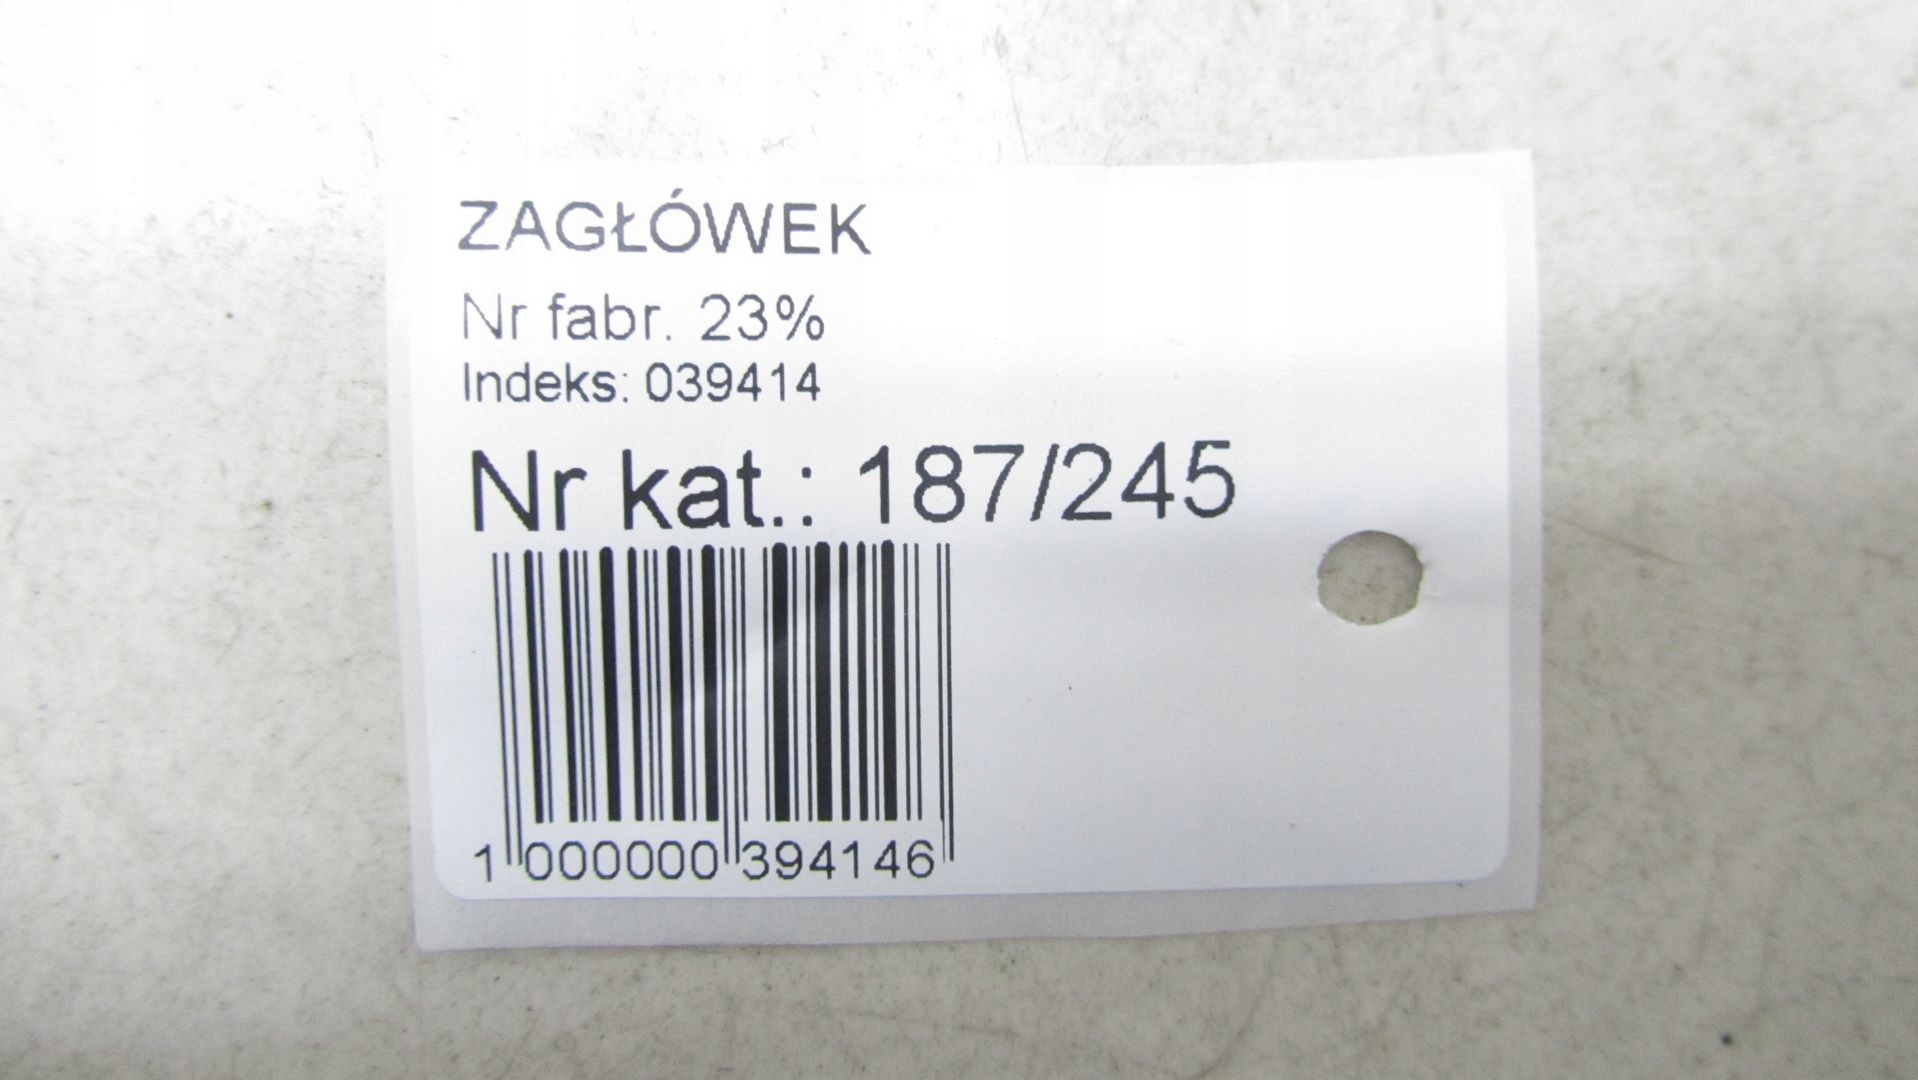 ZAGŁÓWEK
Nr fabr. 23%
Indeks: 039414
Nr kat.: 187/245
1 000000 394146